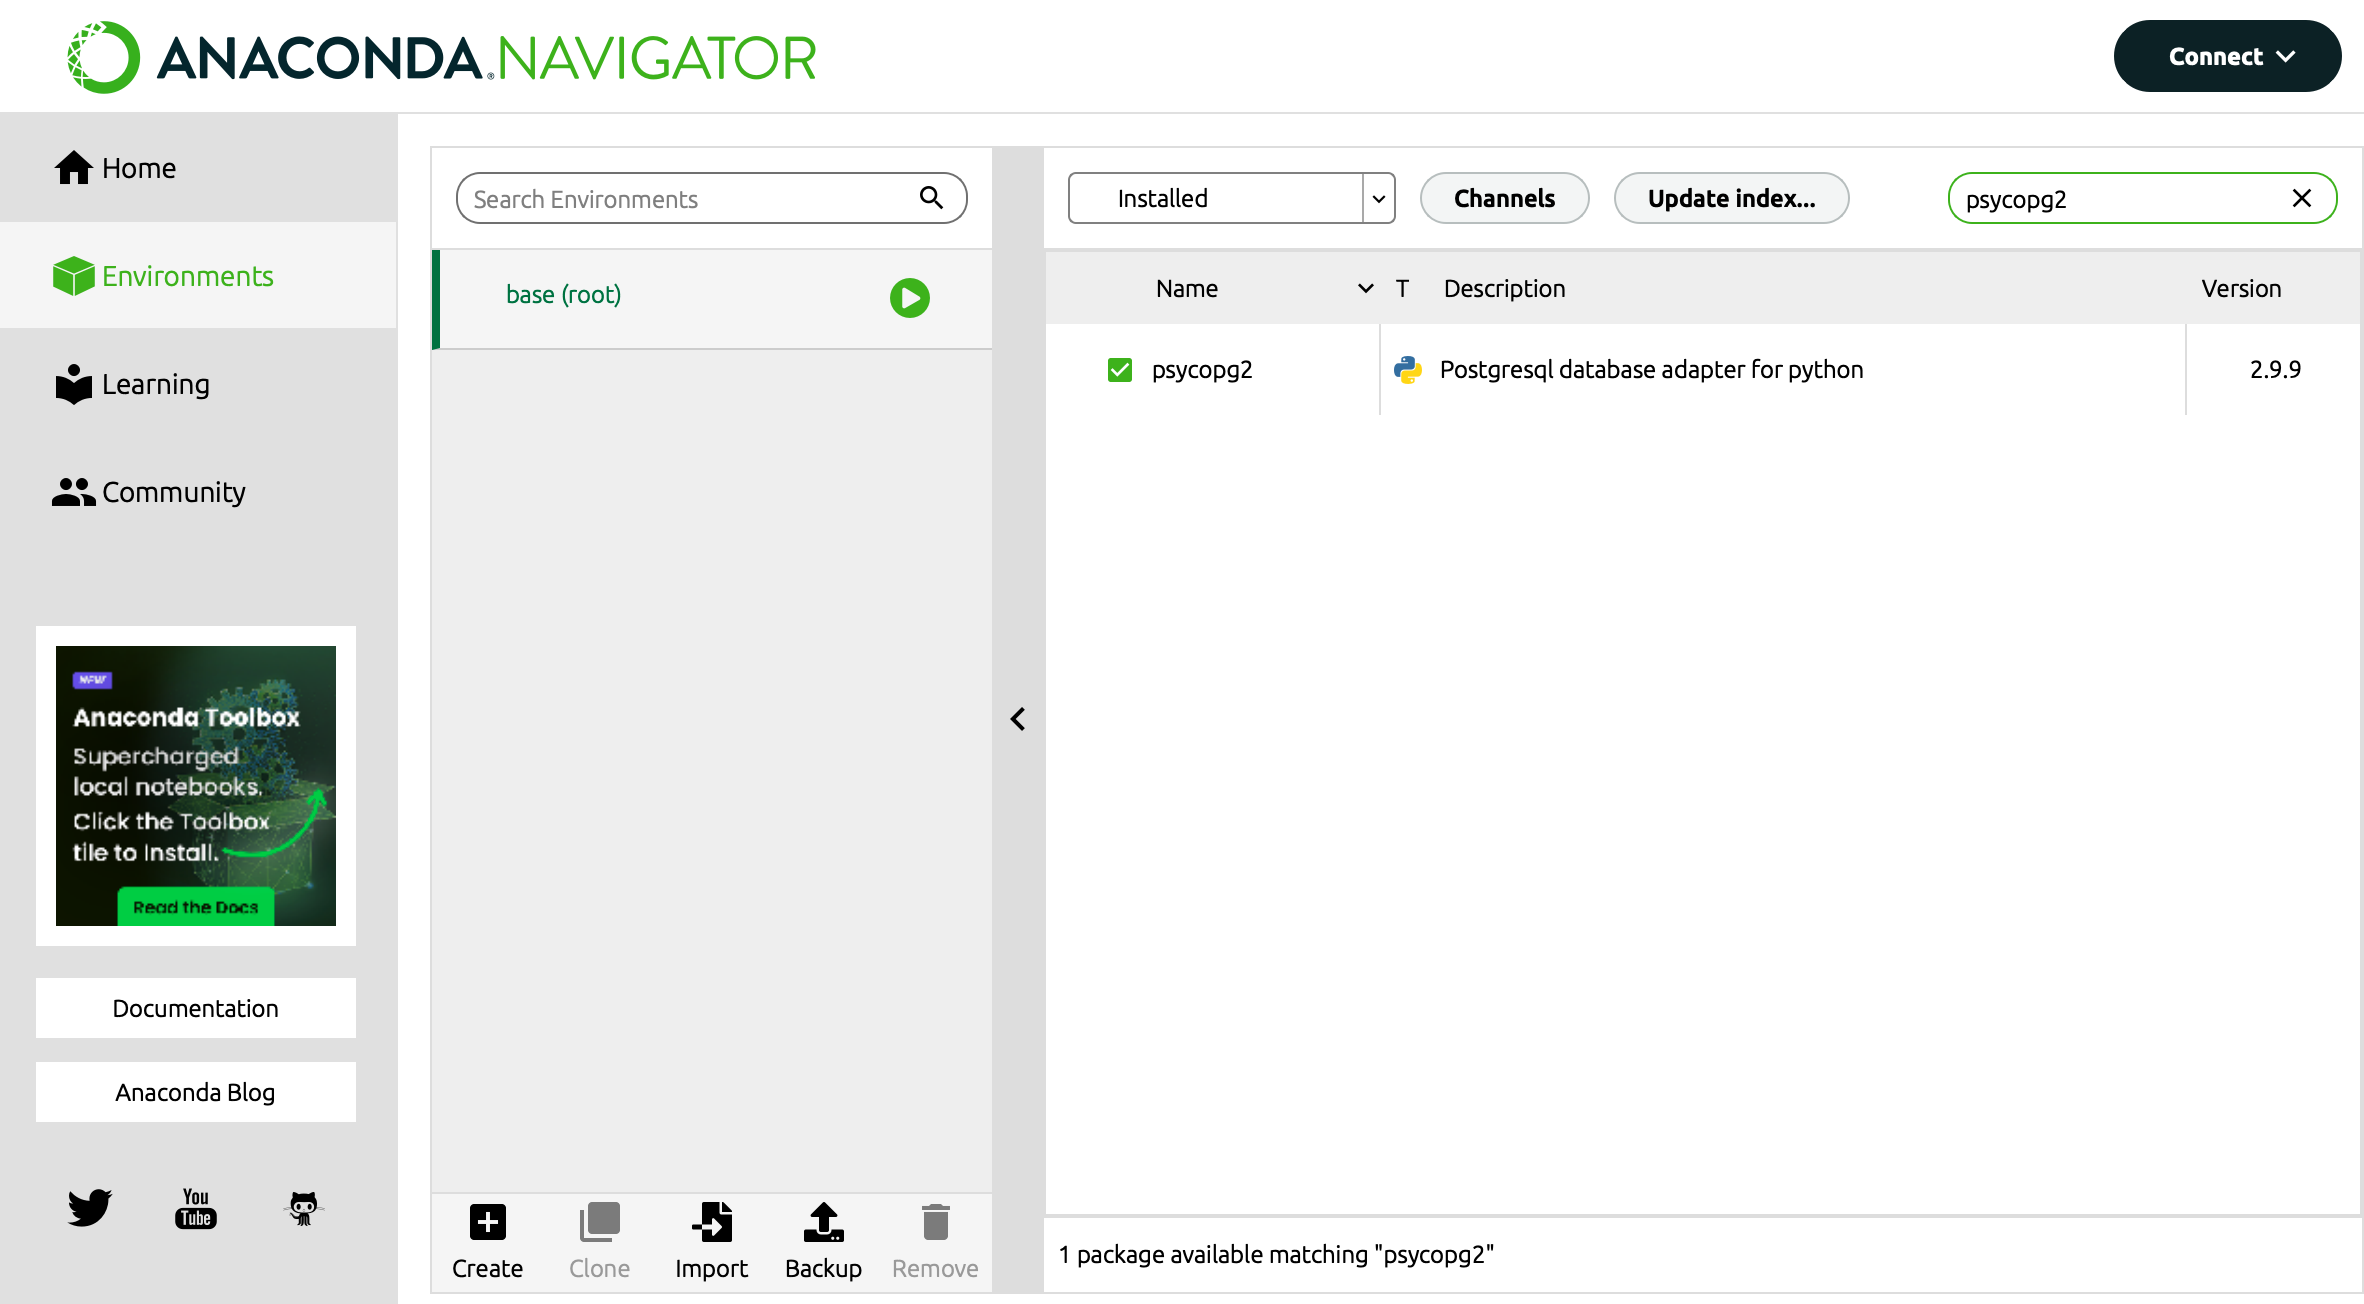 ANACONDA.NAVIGATOR
Connect
Home
Environments
Learning
Community
NEW
Anaconda Toolbox
Supercharged
local notebooks.
Click the Toolbox
tile to Install.
Read the Docs
Documentation
Anaconda Blog
You
Tube
Search Environments
base (root)
Create
Clone
Import
Backup
Remove
Installed
Channels
Update index...
psycopg2
Name T Description Version
psycopg2 Postgresql database adapter for python 2.9.9
1 package available matching "psycopg2"